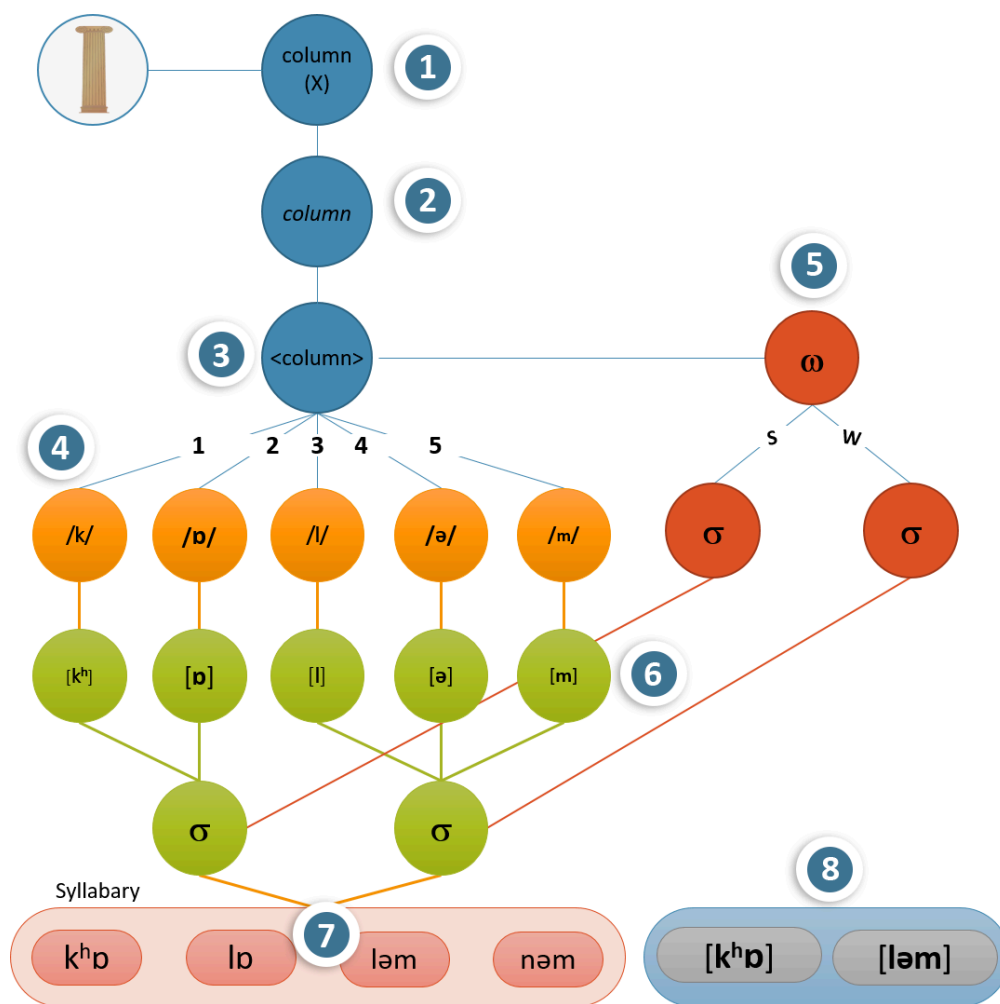 column
(X)
1
column
2
5
3
<column>
ω
4
1
2
3
4
5
S
W
/k/
/ɒ/
/l/
/ə/
/m/
σ
σ
[kʰ]
[ɒ]
[l]
[ə]
[m]
6
σ
σ
Syllabary
7
8
kʰɒ
lɒ
ləm
nəm
[kʰɒ]
[ləm]